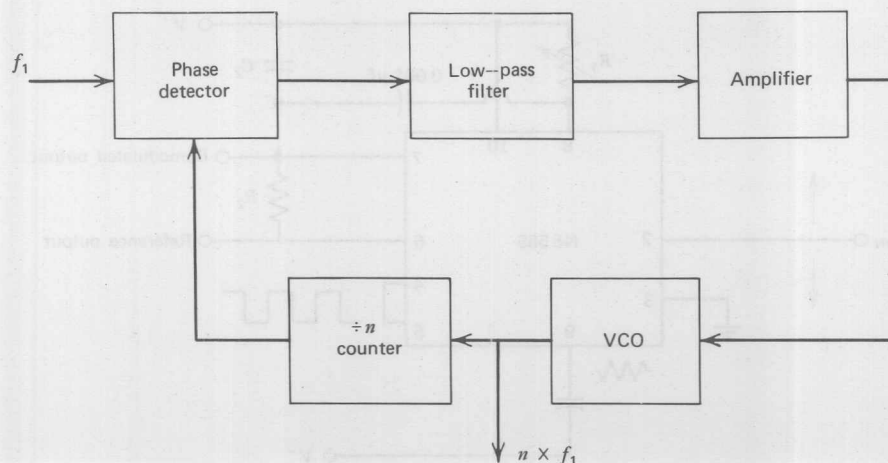 f₁
Phase
detector
Low–pass
filter
Amplifier
÷n
counter
VCO
n × f₁